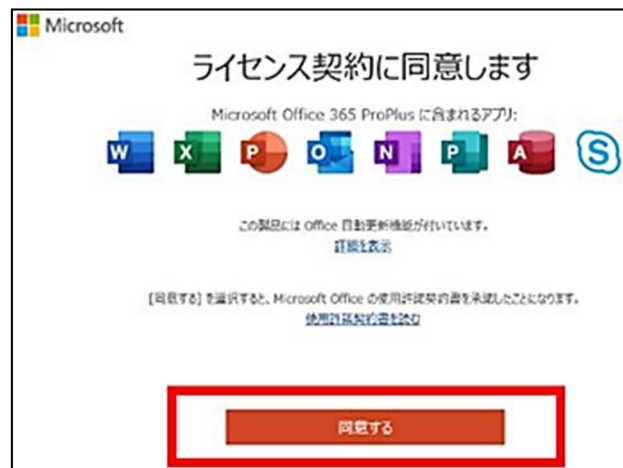 Microsoft
ライセンス契約に同意します
Microsoft Office 365 ProPlus に含まれるアプリ:
W X P O N P A S
この製品には Office 自動更新機能が付いています。
詳細を表示
[同意する] を選択すると、Microsoft Office の使用許諾契約書を承諾したことになります。
使用許諾契約書を読む
同意する